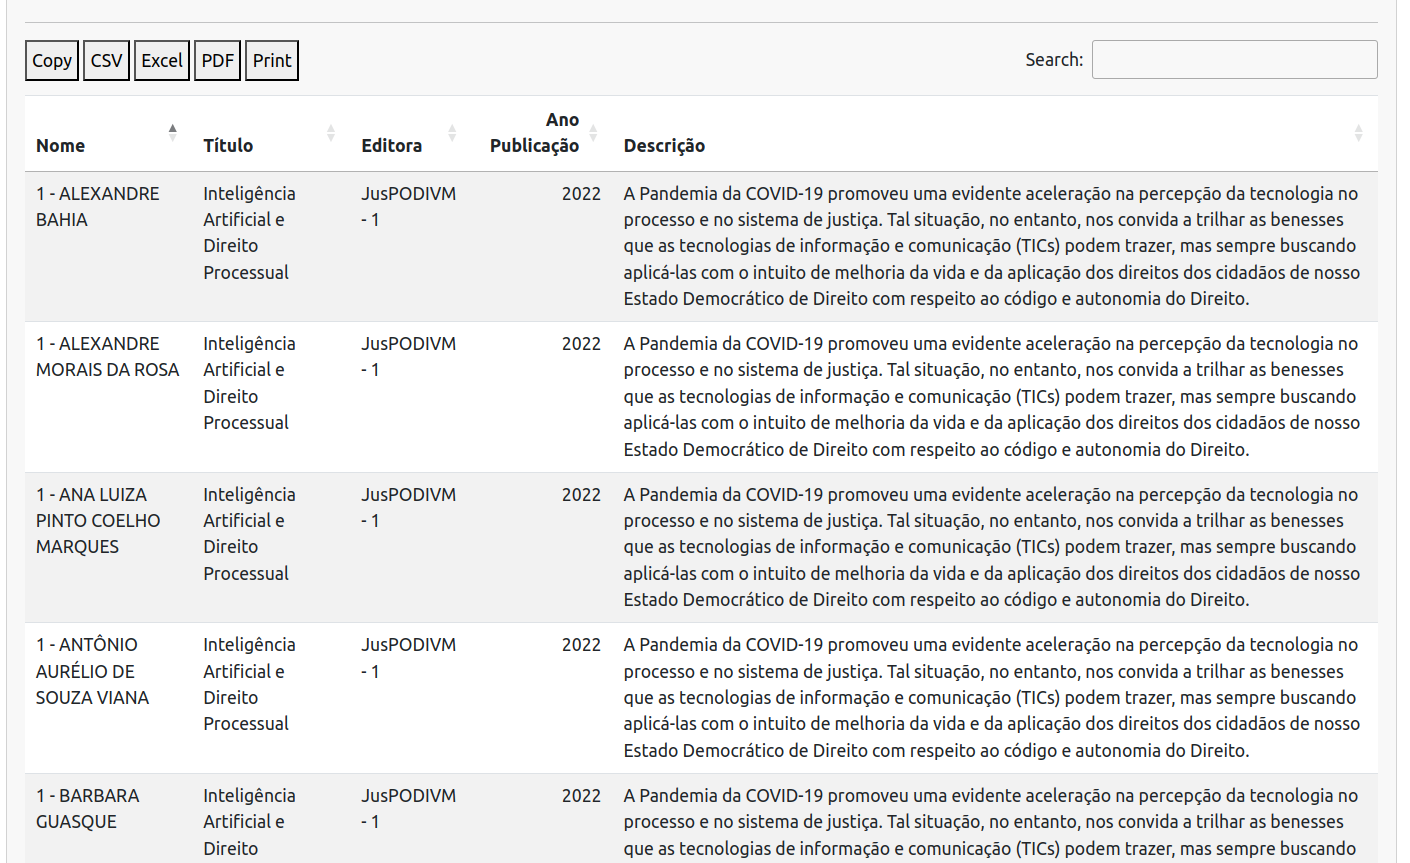 Copy CSV Excel PDF Print Search:
Nome Título Editora Ano Publicação Descrição
1 - ALEXANDRE BAHIA
Inteligência Artificial e Direito Processual
JusPODIVM - 1
2022
A Pandemia da COVID-19 promoveu uma evidente aceleração na percepção da tecnologia no
processo e no sistema de justiça. Tal situação, no entanto, nos convida a trilhar as benesses
que as tecnologias de informação e comunicação (TICs) podem trazer, mas sempre buscando
aplicá-las com o intuito de melhoria da vida e da aplicação dos direitos dos cidadãos de nosso
Estado Democrático de Direito com respeito ao código e autonomia do Direito.
1 - ALEXANDRE MORAIS DA ROSA
Inteligência Artificial e Direito Processual
JusPODIVM - 1
2022
A Pandemia da COVID-19 promoveu uma evidente aceleração na percepção da tecnologia no
processo e no sistema de justiça. Tal situação, no entanto, nos convida a trilhar as benesses
que as tecnologias de informação e comunicação (TICs) podem trazer, mas sempre buscando
aplicá-las com o intuito de melhoria da vida e da aplicação dos direitos dos cidadãos de nosso
Estado Democrático de Direito com respeito ao código e autonomia do Direito.
1 - ANA LUIZA PINTO COELHO MARQUES
Inteligência Artificial e Direito Processual
JusPODIVM - 1
2022
A Pandemia da COVID-19 promoveu uma evidente aceleração na percepção da tecnologia no
processo e no sistema de justiça. Tal situação, no entanto, nos convida a trilhar as benesses
que as tecnologias de informação e comunicação (TICs) podem trazer, mas sempre buscando
aplicá-las com o intuito de melhoria da vida e da aplicação dos direitos dos cidadãos de nosso
Estado Democrático de Direito com respeito ao código e autonomia do Direito.
1 - ANTÔNIO AURÉLIO DE SOUZA VIANA
Inteligência Artificial e Direito Processual
JusPODIVM - 1
2022
A Pandemia da COVID-19 promoveu uma evidente aceleração na percepção da tecnologia no
processo e no sistema de justiça. Tal situação, no entanto, nos convida a trilhar as benesses
que as tecnologias de informação e comunicação (TICs) podem trazer, mas sempre buscando
aplicá-las com o intuito de melhoria da vida e da aplicação dos direitos dos cidadãos de nosso
Estado Democrático de Direito com respeito ao código e autonomia do Direito.
1 - BARBARA GUASQUE
Inteligência Artificial e Direito
JusPODIVM - 1
2022
A Pandemia da COVID-19 promoveu uma evidente aceleração na percepção da tecnologia no
processo e no sistema de justiça. Tal situação, no entanto, nos convida a trilhar as benesses
que as tecnologias de informação e comunicação (TICs) podem trazer, mas sempre buscando